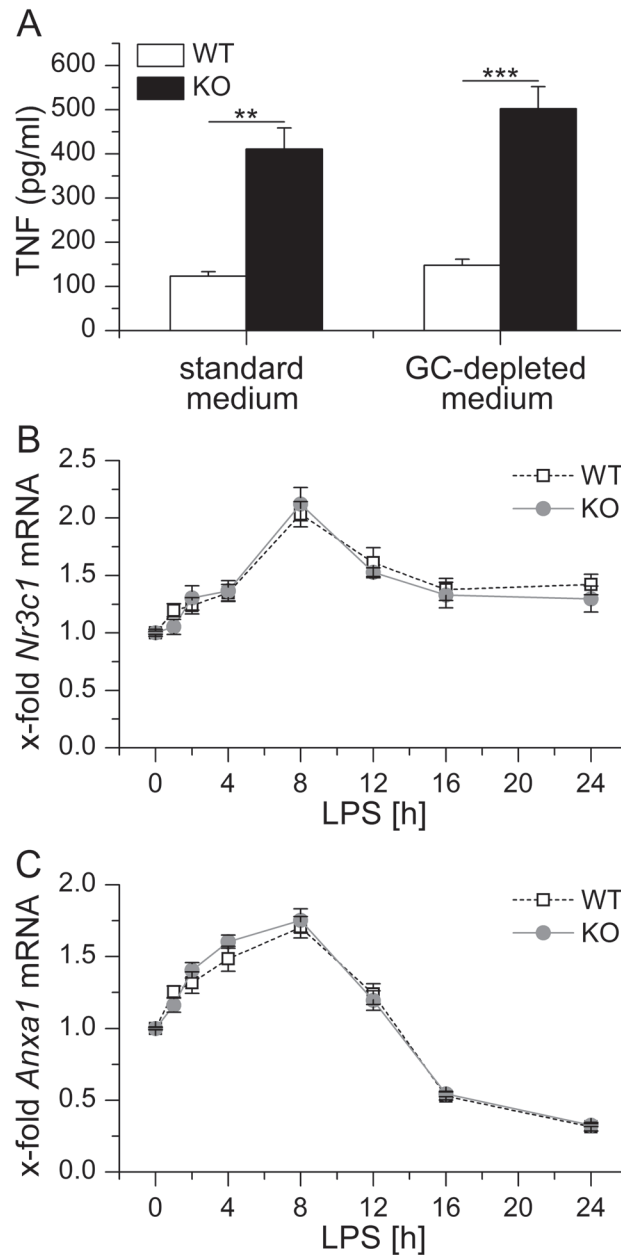 A
WT
KO
600
500
400
300
200
100
0
TNF (pg/ml)
**
***
standard medium
GC-depleted medium
B
2.5
2.0
1.5
1.0
0.5
0.0
x-fold Nr3c1 mRNA
WT
KO
0 4 8 12 16 20 24
LPS [h]
C
2.0
1.5
1.0
0.5
0.0
x-fold Anxa1 mRNA
WT
KO
0 4 8 12 16 20 24
LPS [h]